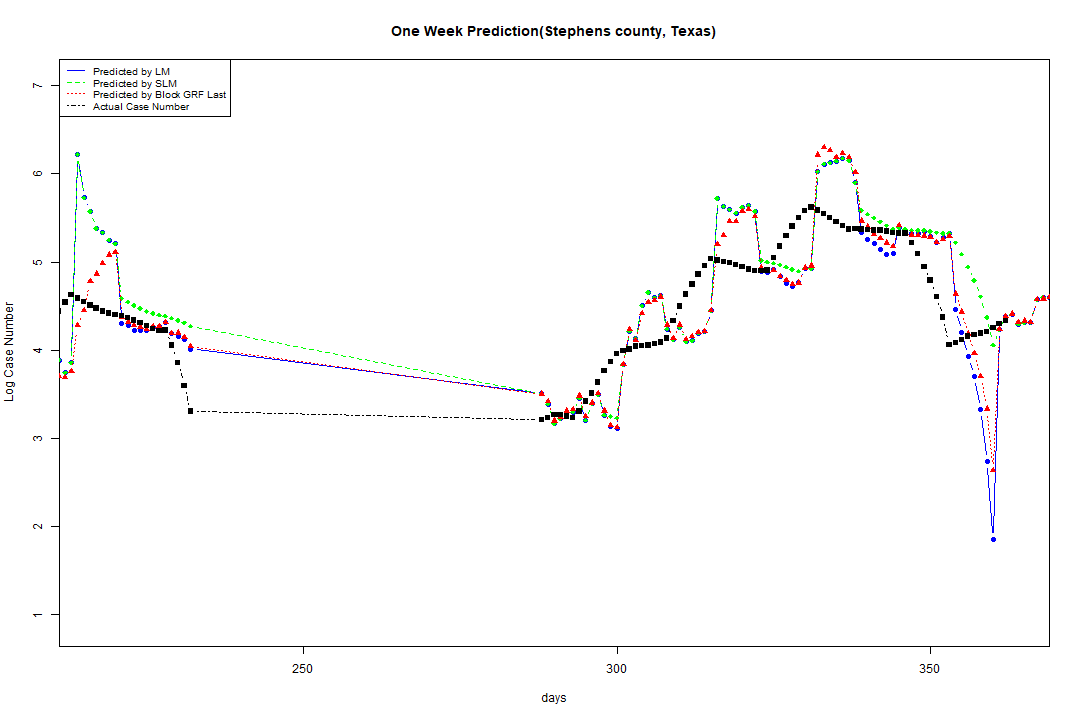 One Week Prediction(Stephens county, Texas)
Predicted by LM
Predicted by SLM
Predicted by Block GRF Last
Actual Case Number
7
6
5
4
3
2
1
Log Case Number
250
300
350
days